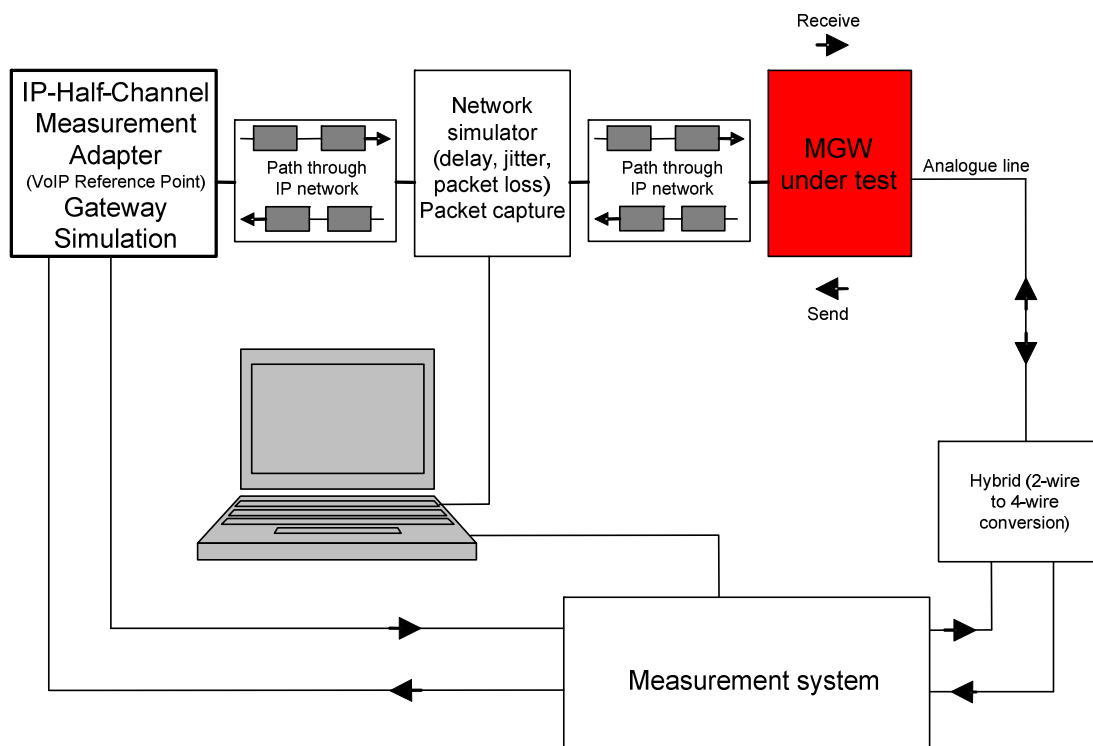 Receive
IP-Half-Channel
Measurement
Adapter
(VoIP Reference Point)
Gateway
Simulation
Path through
IP network
Network
simulator
(delay, jitter,
packet loss)
Packet capture
Path through
IP network
MGW
under test
Analogue line
Send
Hybrid (2-wire
to 4-wire
conversion)
Measurement system